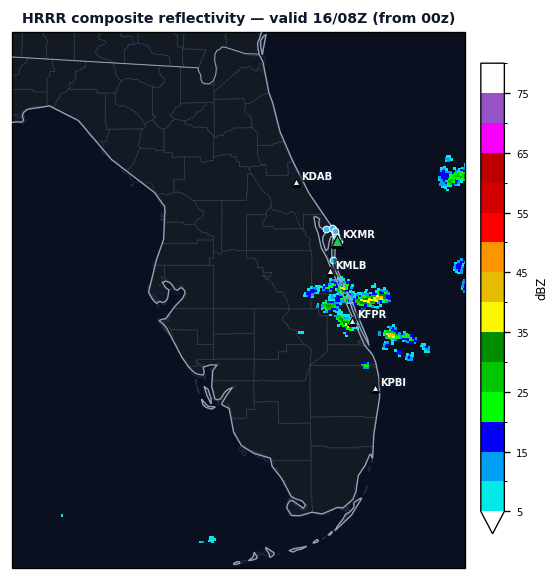 HRRR composite reflectivity — valid 16/08Z (from 00z)
KDAB
KXMR
KMLB
KFPR
KPBI
75
65
55
45
35
25
15
5
dBZ